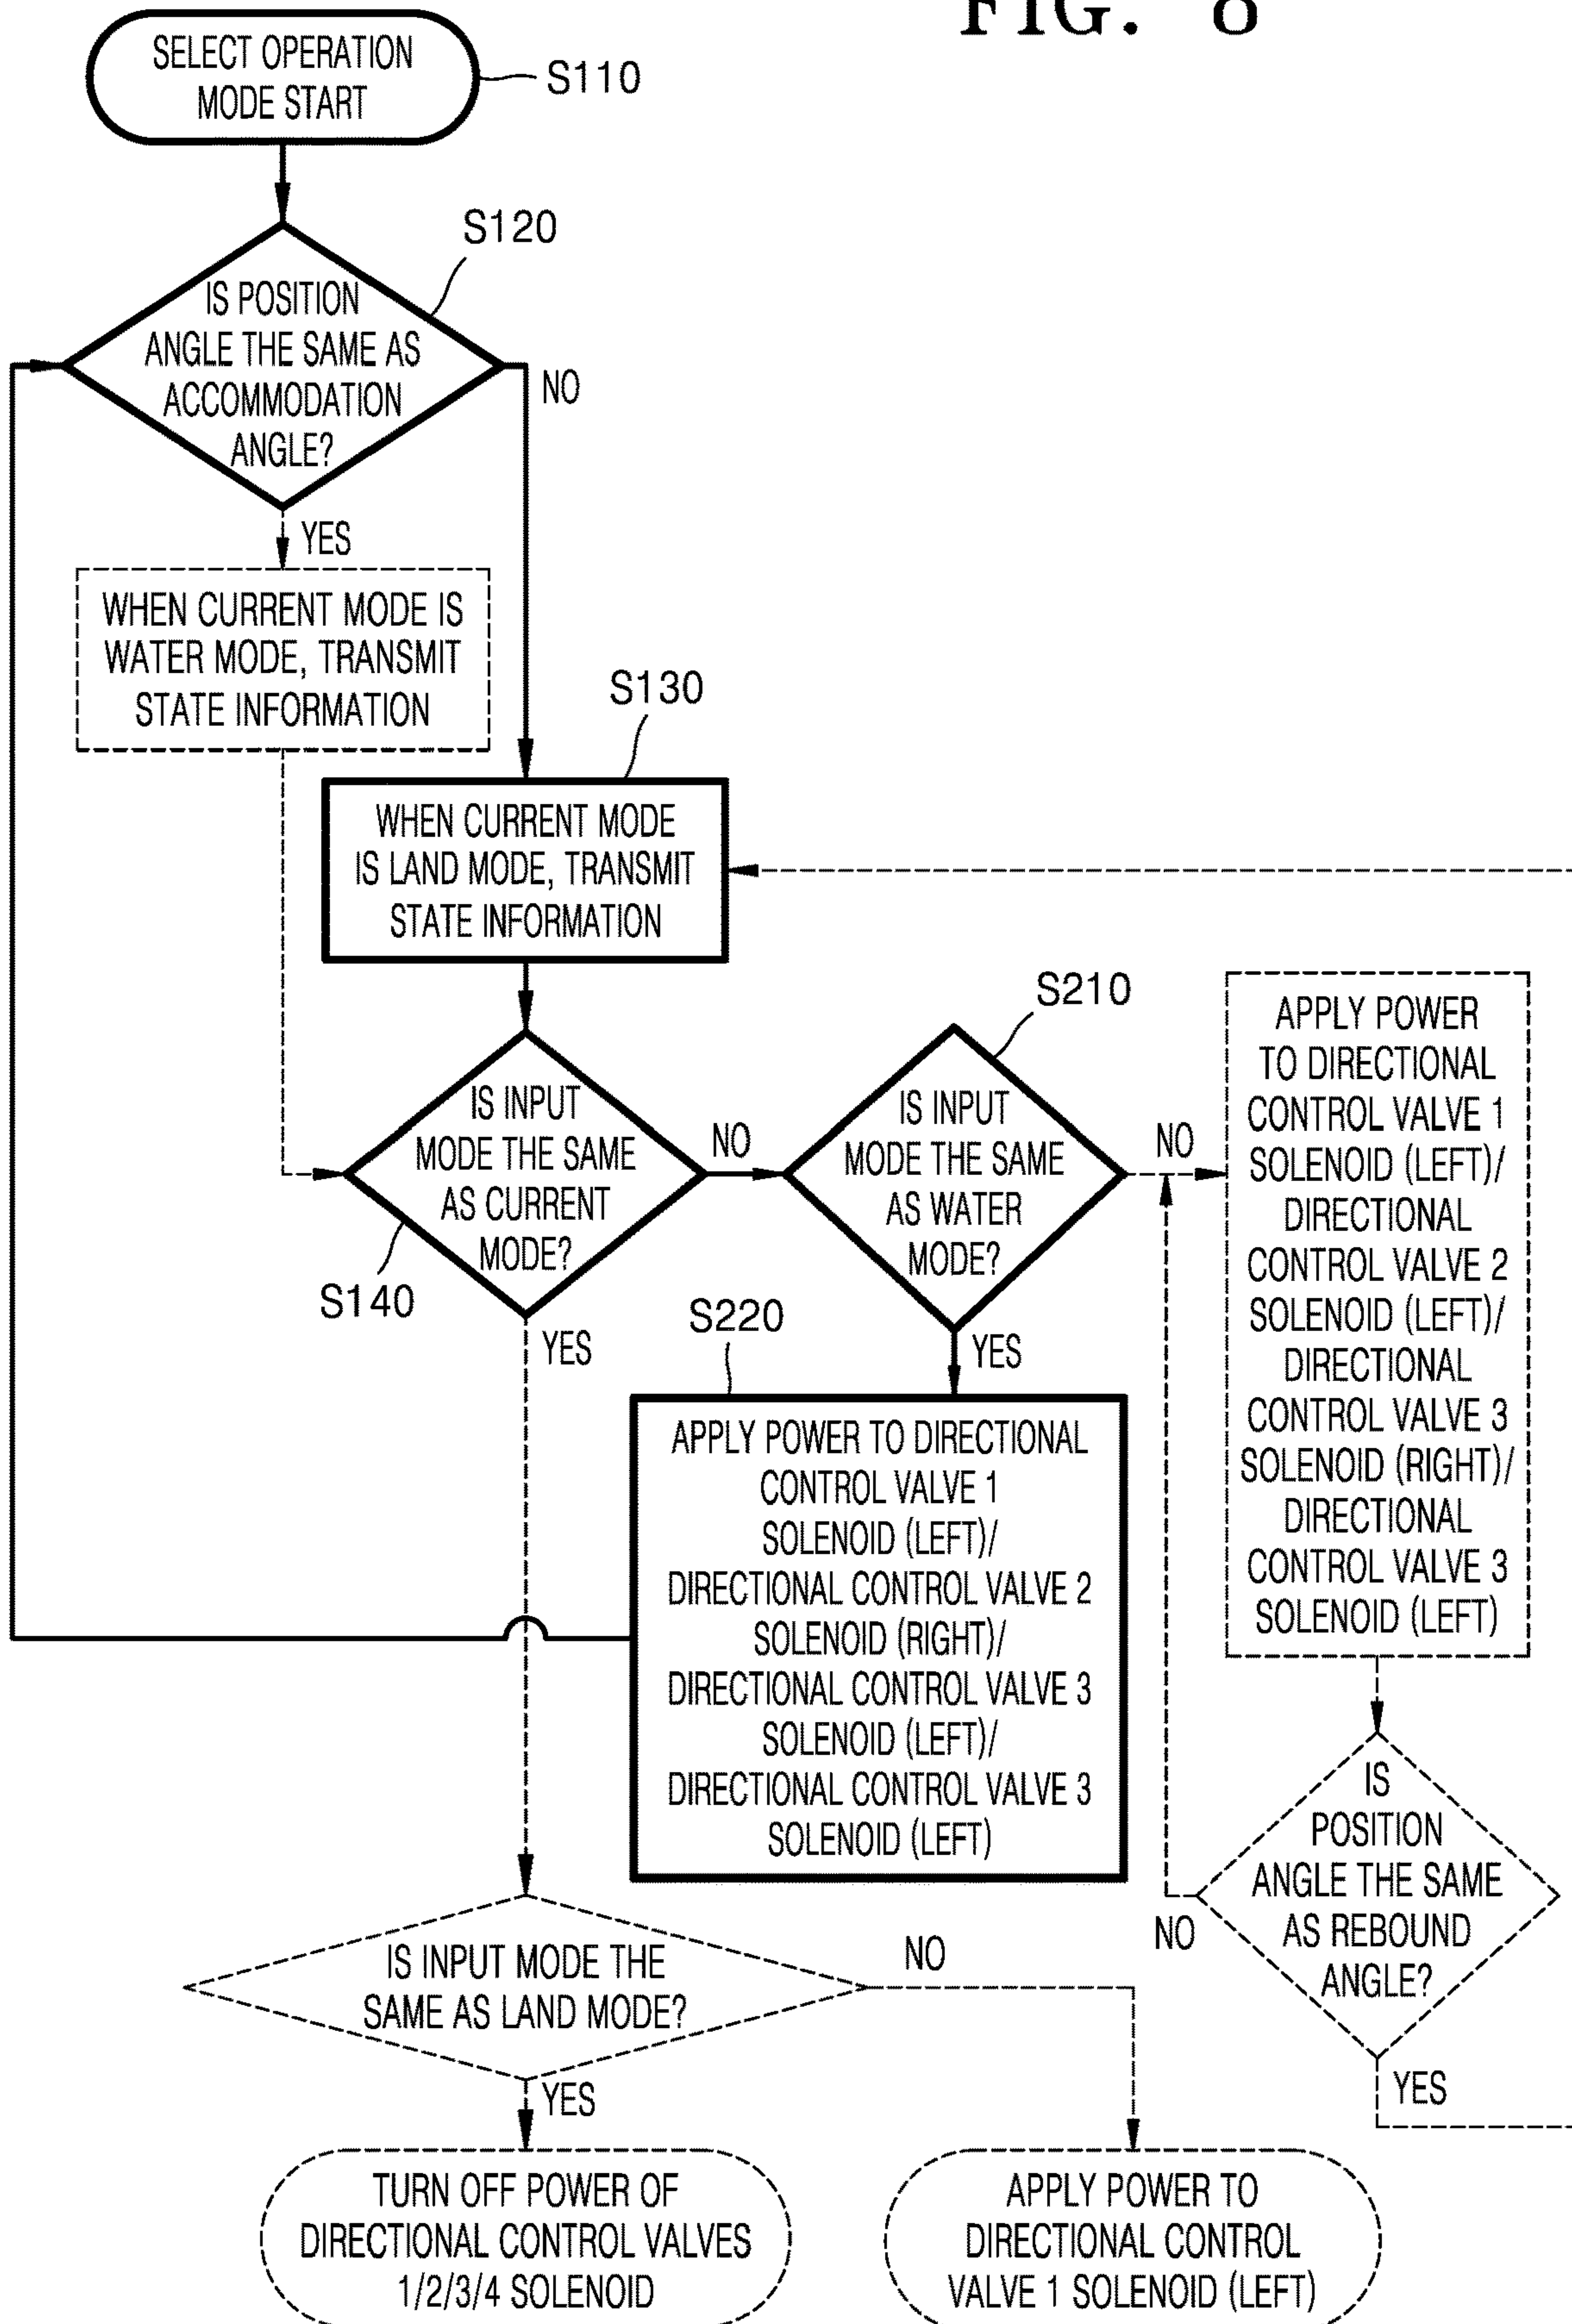 FIG. 8
SELECT OPERATION
MODE START
S110
S120
IS POSITION
ANGLE THE SAME AS
ACCOMMODATION
ANGLE?
NO
YES
WHEN CURRENT MODE IS
WATER MODE, TRANSMIT
STATE INFORMATION
S130
WHEN CURRENT MODE
IS LAND MODE, TRANSMIT
STATE INFORMATION
IS INPUT
MODE THE SAME
AS CURRENT
MODE?
S140
NO
YES
S210
IS INPUT
MODE THE SAME
AS WATER
MODE?
NO
YES
APPLY POWER
TO DIRECTIONAL
CONTROL VALVE 1
SOLENOID (LEFT)/
DIRECTIONAL
CONTROL VALVE 2
SOLENOID (LEFT)/
DIRECTIONAL
CONTROL VALVE 3
SOLENOID (RIGHT)/
DIRECTIONAL
CONTROL VALVE 3
SOLENOID (LEFT)
S220
APPLY POWER TO DIRECTIONAL
CONTROL VALVE 1
SOLENOID (LEFT)/
DIRECTIONAL CONTROL VALVE 2
SOLENOID (RIGHT)/
DIRECTIONAL CONTROL VALVE 3
SOLENOID (LEFT)/
DIRECTIONAL CONTROL VALVE 3
SOLENOID (LEFT)
IS
POSITION
ANGLE THE SAME
AS REBOUND
ANGLE?
NO
YES
IS INPUT MODE THE
SAME AS LAND MODE?
NO
YES
TURN OFF POWER OF
DIRECTIONAL CONTROL VALVES
1/2/3/4 SOLENOID
APPLY POWER TO
DIRECTIONAL CONTROL
VALVE 1 SOLENOID (LEFT)